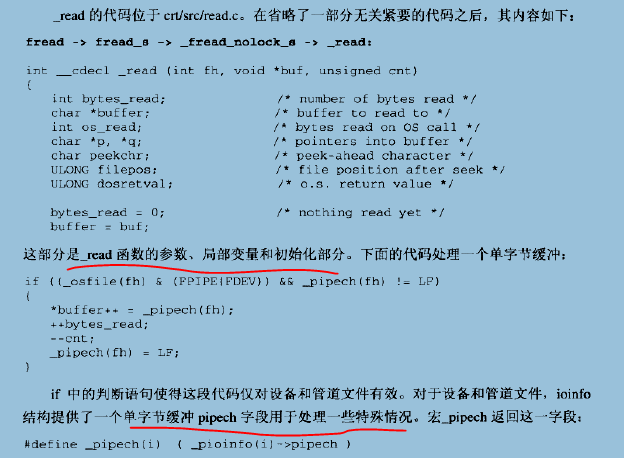 _read 的代码位于 crt/src/read.c。在省略了一部分无关紧要的代码之后，其内容如下：
fread -> fread_s -> _fread_nolock_s -> _read:
int __cdecl _read (int fh, void *buf, unsigned cnt)
{
int bytes_read; /* number of bytes read */
char *buffer; /* buffer to read to */
int os_read; /* bytes read on OS call */
char *p, *q; /* pointers into buffer */
char peekchr; /* peek-ahead character */
ULONG filepos; /* file position after seek */
ULONG dosretval; /* o.s. return value */
bytes_read = 0; /* nothing read yet */
buffer = buf;
这部分是_read 函数的参数、局部变量和初始化部分。下面的代码处理一个单字节缓冲：
if ((_osfile(fh) & (FPIPE|FDEV)) && _pipech(fh) != LF)
{
*buffer++ = _pipech(fh);
++bytes_read;
--cnt;
_pipech(fh) = LF;
}
if 中的判断语句使得这段代码仅对设备和管道文件有效。对于设备和管道文件，ioinfo
结构提供了一个单字节缓冲 pipech 字段用于处理一些特殊情况。宏_pipech 返回这一字段：
#define _pipech(i) ( _pioinfo(i)->pipech )